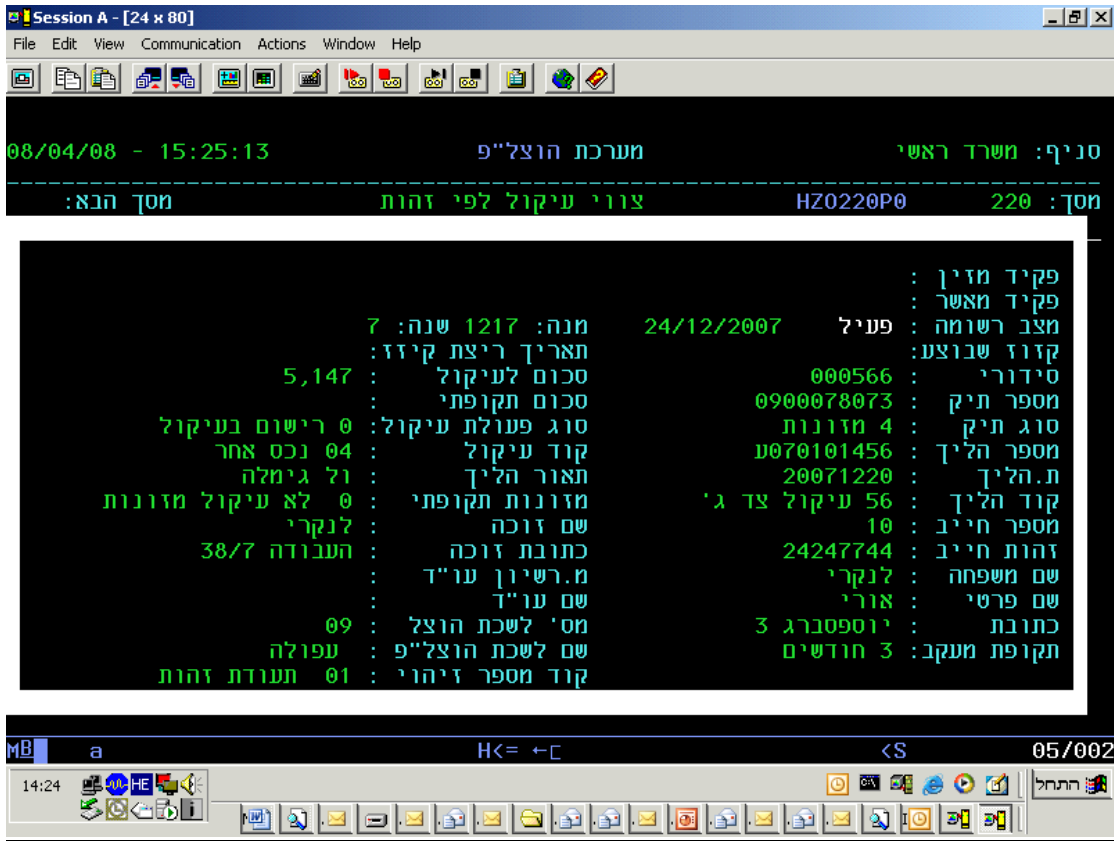 Session A - [24 x 80]
File Edit View Communication Actions Window Help
סניף: משרד ראשי מערכת הוצל"פ 08/04/08 - 15:25:13
מסך: 220 HZO220P0 צווי עיקול לפי זהות מסך הבא:
פקיד מזין :
פקיד מאשר :
מצב רשומה : פעיל 24/12/2007 מנה: 1217 שנה: 7
קזוז שבוצע: תאריך ריצת קיזז:
סידורי : 000566 סכום לעיקול : 5,147
מספר תיק : 0900078073 סכום תקופתי :
סוג תיק : 4 מזונות סוג פעולת עיקול: 0 רישום בעיקול
מספר הליך : 070101456ע קוד עיקול : 04 נכס אחר
ת.הליך : 20071220 תאור הליך : ול גימלה
קוד הליך : 56 עיקול צד ג' מזונות תקופתי : 0 לא עיקול מזונות
מספר חייב : 10 שם זוכה : לנקרי
זהות חייב : 24247744 כתובת זוכה : העבודה 38/7
שם משפחה : לנקרי מ.רשיון עו"ד :
שם פרטי : אורי שם עו"ד :
כתובת : יוספסברג 3 מס' לשכת הוצל : 09
תקופת מעקב: 3 חודשים שם לשכת הוצל"פ : עפולה
קוד מספר זיהוי : 01 תעודת זהות
MB a H<= ←[ <S 05/002
התחל HE 14:24